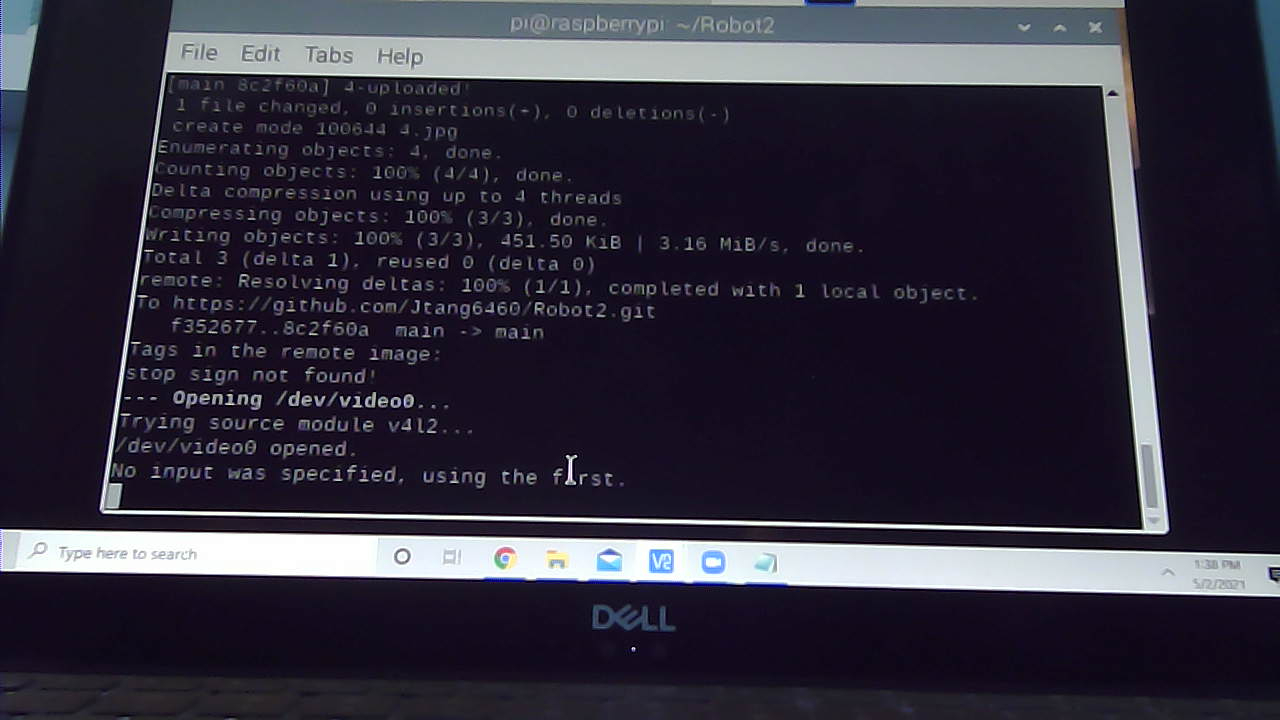 pi@raspberrypi: ~/Robot2
File Edit Tabs Help
[main 8c2f60a] 4-uploaded!
1 file changed, 0 insertions(+), 0 deletions(-)
create mode 100644 4.jpg
Enumerating objects: 4, done.
Counting objects: 100% (4/4), done.
Delta compression using up to 4 threads
Compressing objects: 100% (3/3), done.
Writing objects: 100% (3/3), 451.50 KiB | 3.16 MiB/s, done.
Total 3 (delta 1), reused 0 (delta 0)
remote: Resolving deltas: 100% (1/1), completed with 1 local object.
To https://github.com/Jtang6460/Robot2.git
f352677..8c2f60a main -> main
Tags in the remote image:
stop sign not found!
--- Opening /dev/video0...
Trying source module v4l2...
/dev/video0 opened.
No input was specified, using the first.
Type here to search
V2
1:38 PM
5/2/2021
DELL